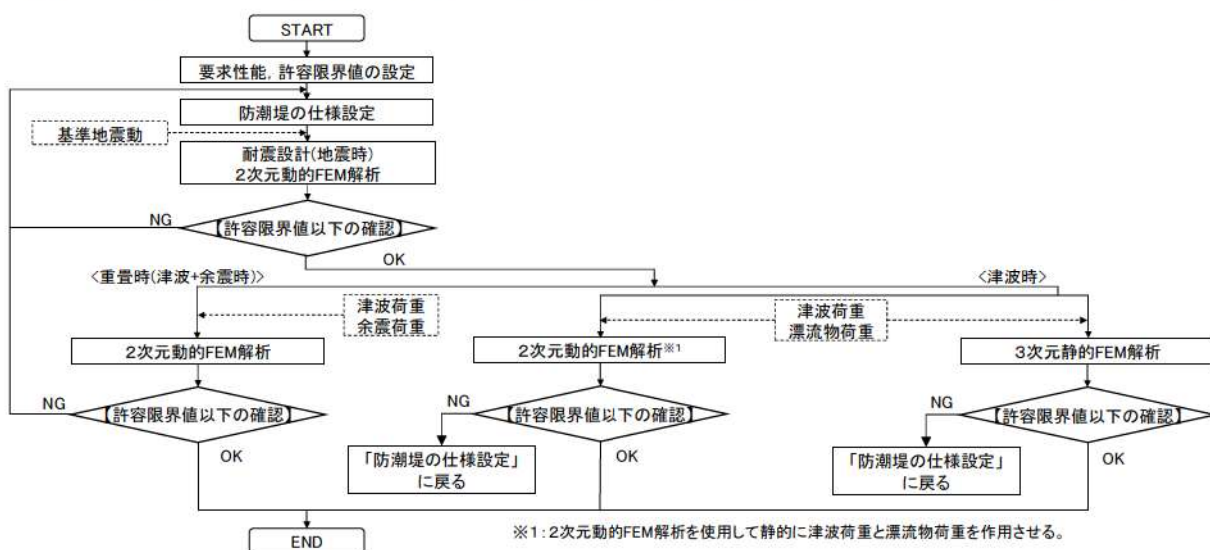 START
要求性能，許容限界値の設定
防潮堤の仕様設定
基準地震動
耐震設計(地震時)
2次元動的FEM解析
NG
【許容限界値以下の確認】
OK
<重畳時(津波+余震時)>
<津波時>
津波荷重
余震荷重
津波荷重
漂流物荷重
2次元動的FEM解析
2次元動的FEM解析※1
3次元静的FEM解析
NG
【許容限界値以下の確認】
NG
【許容限界値以下の確認】
NG
【許容限界値以下の確認】
OK
「防潮堤の仕様設定」
に戻る
OK
「防潮堤の仕様設定」
に戻る
OK
※1：2次元動的FEM解析を使用して静的に津波荷重と漂流物荷重を作用させる。
END